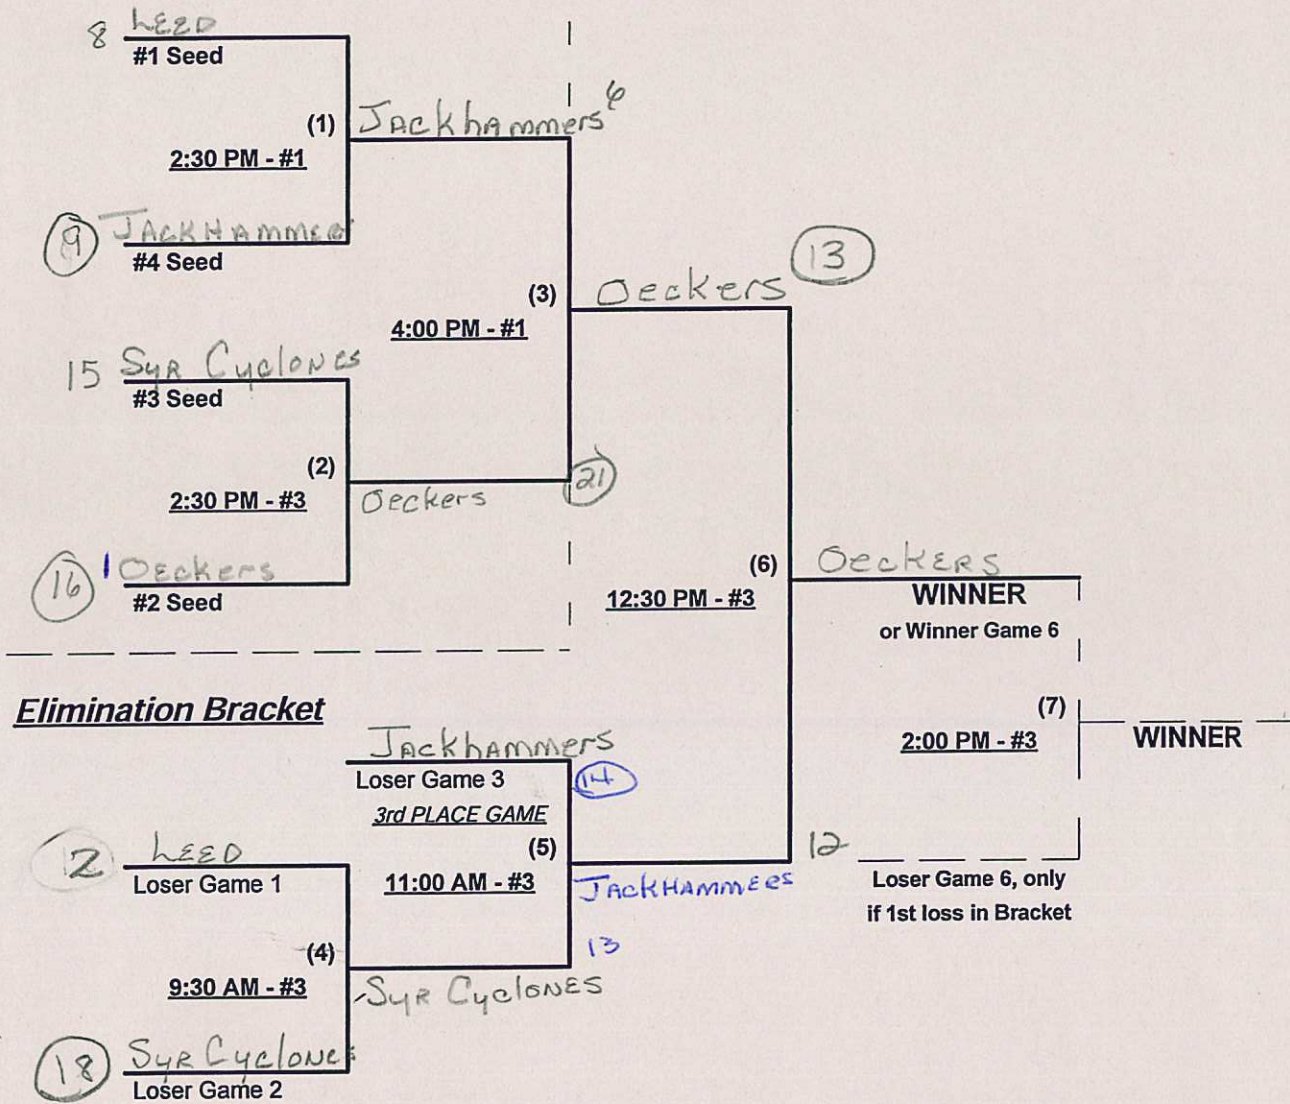 8 LEED
#1 Seed
(1) Jackhammers 6
2:30 PM - #1
9 JACKHAMMER
#4 Seed
13
(3) Oeckers
4:00 PM - #1
15 Syr Cyclones
#3 Seed
(2)
2:30 PM - #3 Oeckers 21
16 Oeckers
#2 Seed
(6) OeckERS
12:30 PM - #3 WINNER
or Winner Game 6
Elimination Bracket
(7)
2:00 PM - #3 WINNER
Jackhammers
Loser Game 3 14
3rd PLACE GAME
12 LEED (5) 12
Loser Game 1 11:00 AM - #3 JACKHAMMEES Loser Game 6, only
if 1st loss in Bracket
(4) 13
9:30 AM - #3 Syr CyclONES
18 SyR CyclONES
Loser Game 2